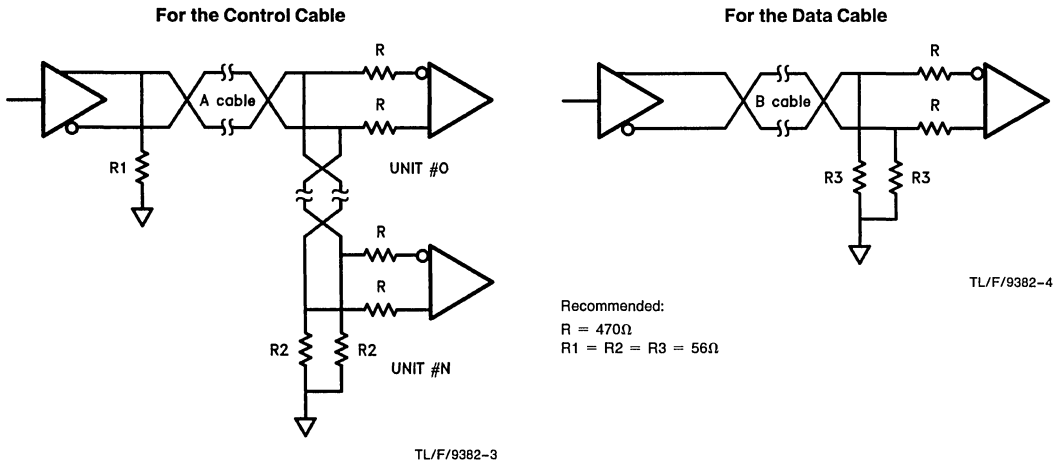 For the Control Cable
R
A cable
R
R1
UNIT #0
R
R
R2
R2
UNIT #N
TL/F/9382–3
For the Data Cable
R
B cable
R
R3
R3
TL/F/9382–4
Recommended:
R = 470Ω
R1 = R2 = R3 = 56Ω